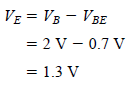 V_E = V_B − V_BE
= 2 V − 0.7 V
= 1.3 V